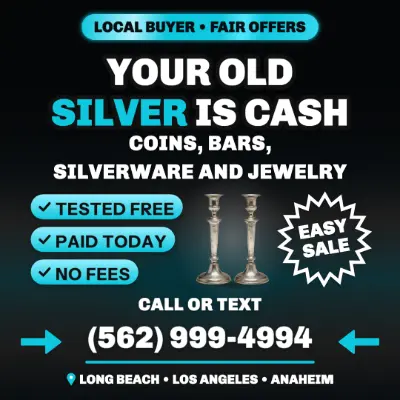 LOCAL BUYER • FAIR OFFERS
YOUR OLD
SILVER IS CASH
COINS, BARS,
SILVERWARE AND JEWELRY
✓ TESTED FREE
✓ PAID TODAY
✓ NO FEES
EASY
SALE
CALL OR TEXT
(562) 999-4994
LONG BEACH • LOS ANGELES • ANAHEIM